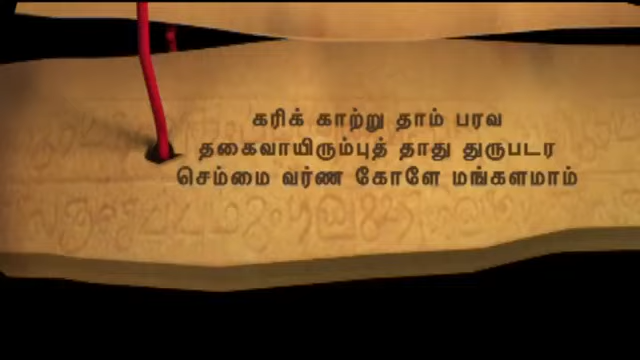 கரிக் காற்று தாம் பரவ
தகைவாயிரும்புத் தாது துருபடர
செம்மை வர்ண கோளே மங்களமாம்